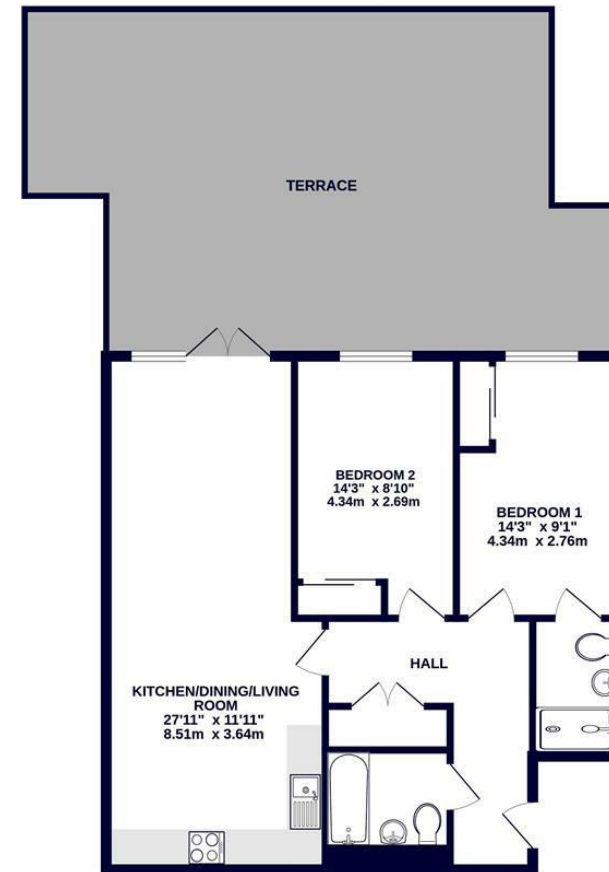 TERRACE
BEDROOM 2
14'3" x 8'10"
4.34m x 2.69m
BEDROOM 1
14'3" x 9'1"
4.34m x 2.76m
HALL
KITCHEN/DINING/LIVING
ROOM
27'11" x 11'11"
8.51m x 3.64m